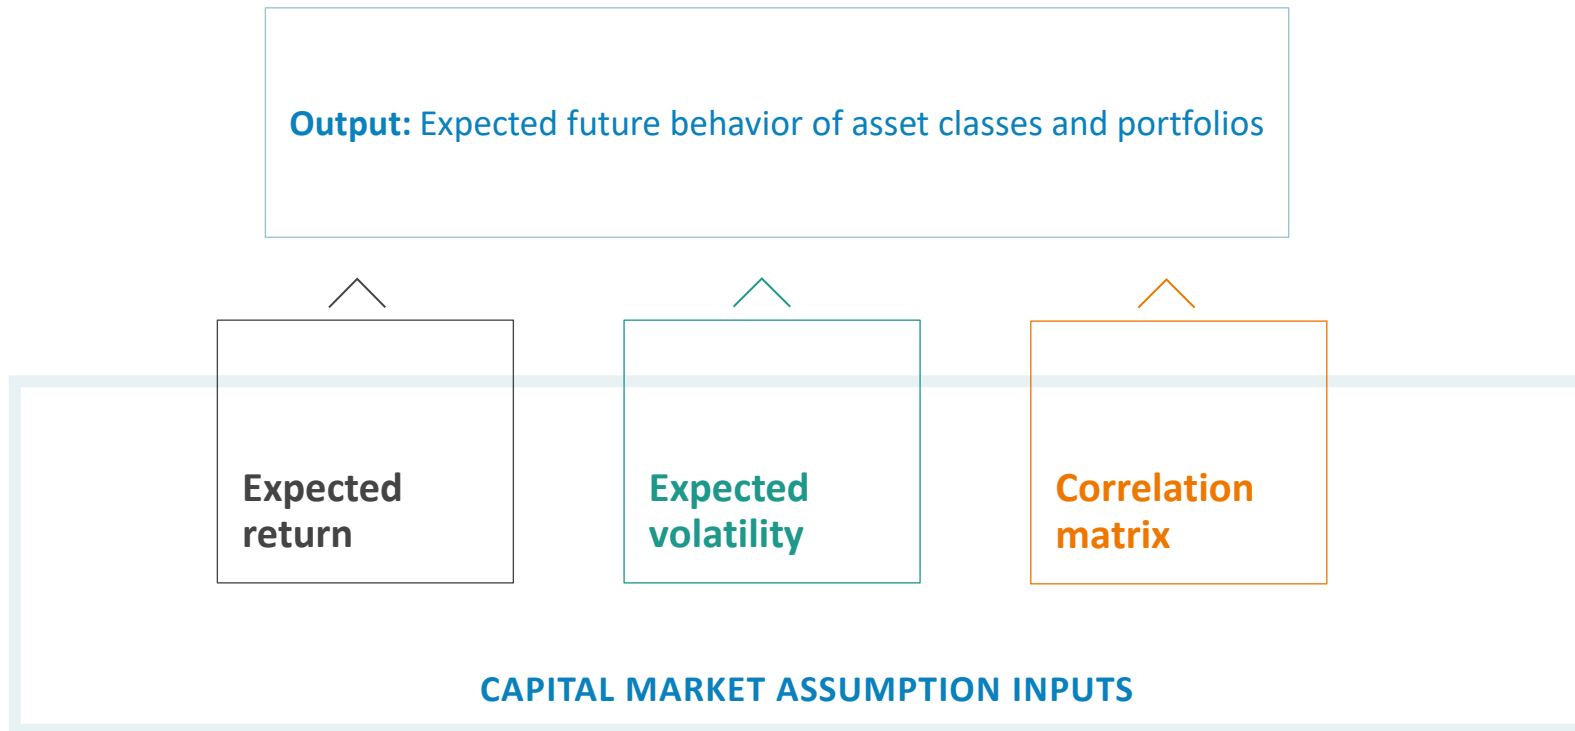 Output: Expected future behavior of asset classes and portfolios
Expected
return
Expected
volatility
Correlation
matrix
CAPITAL MARKET ASSUMPTION INPUTS